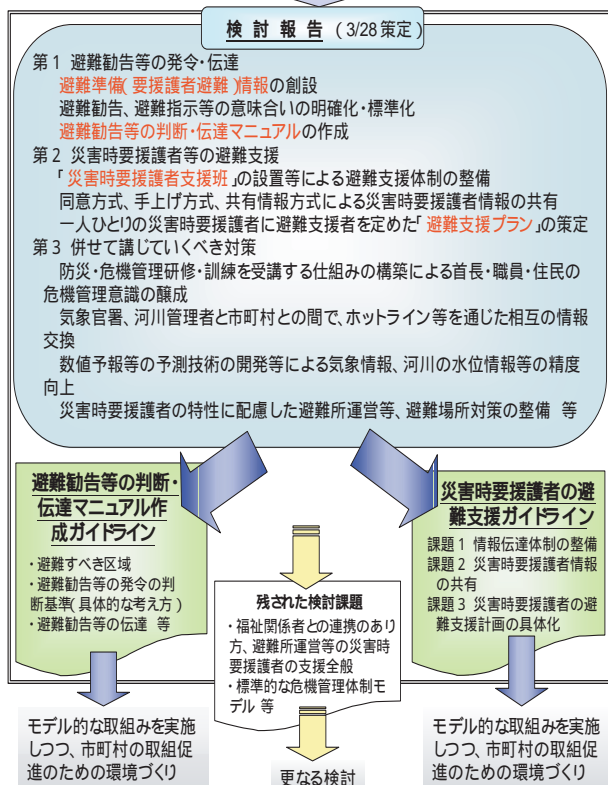 検討報告（3/28策定）
第1 避難勧告等の発令・伝達
避難準備（要援護者避難）情報の創設
避難勧告、避難指示等の意味合いの明確化・標準化
避難勧告等の判断・伝達マニュアルの作成
第2 災害時要援護者等の避難支援
「災害時要援護者支援班」の設置等による避難支援体制の整備
同意方式、手上げ方式、共有情報方式による災害時要援護者情報の共有
一人ひとりの災害時要援護者に避難支援者を定めた「避難支援プラン」の策定
第3 併せて講じていくべき対策
防災・危機管理研修・訓練を受講する仕組みの構築による首長・職員・住民の
危機管理意識の醸成
気象官署、河川管理者と市町村との間で、ホットライン等を通じた相互の情報
交換
数値予報等の予測技術の開発等による気象情報、河川の水位情報等の精度
向上
災害時要援護者の特性に配慮した避難所運営等、避難場所対策の整備 等
避難勧告等の判断・
伝達マニュアル作
成ガイドライン
・避難すべき区域
・避難勧告等の発令の判
断基準（具体的な考え方）
・避難勧告等の伝達 等
残された検討課題
・福祉関係者との連携のあり
方、避難所運営等の災害時
要援護者の支援全般
・標準的な危機管理体制モ
デル 等
災害時要援護者の避
難支援ガイドライン
課題1 情報伝達体制の整備
課題2 災害時要援護者情報
の共有
課題3 災害時要援護者の避
難支援計画の具体化
モデル的な取組みを実施
しつつ、市町村の取組促
進のための環境づくり
更なる検討
モデル的な取組みを実施
しつつ、市町村の取組促
進のための環境づくり